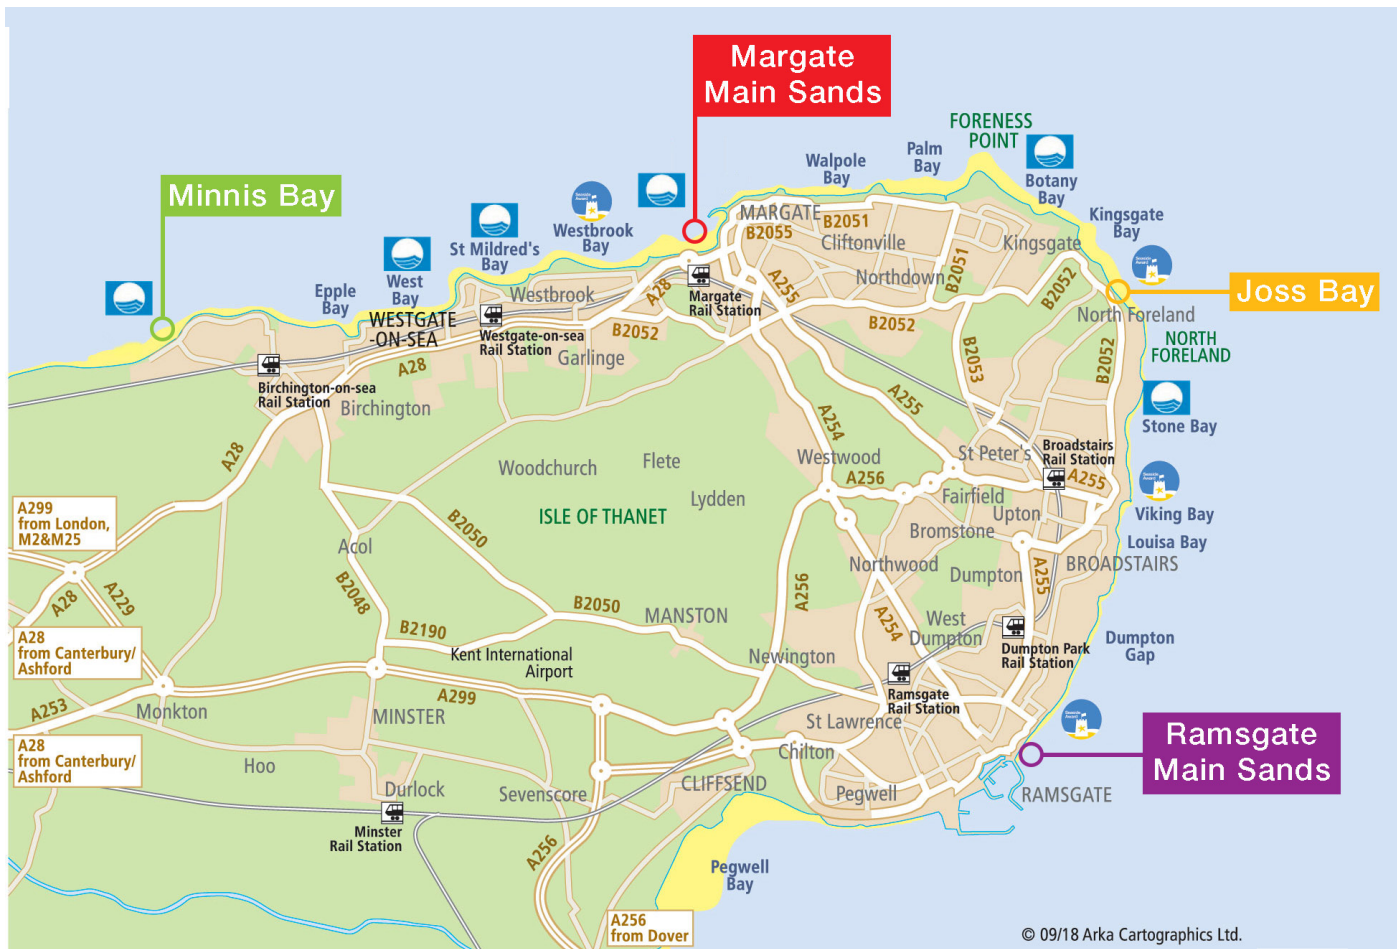 Margate
Main Sands
FORENESS
POINT
Palm
Bay
Walpole
Bay
Botany
Bay
Minnis Bay
Kingsgate
Bay
Westbrook
Bay
St Mildred's
Bay
West
Bay
Epple
Bay
MARGATE
B2051
B2055
Cliftonville
Kingsgate
Northdown
B2051
B2052
Joss Bay
Westbrook
A28
Margate
Rail Station
A255
North Foreland
WESTGATE
-ON-SEA
Westgate-on-sea
Rail Station
B2052
B2052
NORTH
FORELAND
Garlinge
A28
B2053
B2052
Birchington-on-sea
Rail Station
Birchington
A255
A254
Stone Bay
A28
Woodchurch
Flete
Westwood
St Peter's
Broadstairs
Rail Station
A256
A255
Lydden
Fairfield
Upton
Viking Bay
A299
from London,
M2&M25
ISLE OF THANET
B2050
Bromstone
Louisa Bay
Acol
Northwood
Dumpton
BROADSTAIRS
A28
A229
B2048
B2050
MANSTON
A256
A255
West
Dumpton
A254
B2190
A28
from Canterbury/
Ashford
Kent International
Airport
Newington
Dumpton Park
Rail Station
Dumpton
Gap
A299
Ramsgate
Rail Station
A253
Monkton
MINSTER
St Lawrence
Ramsgate
Main Sands
A28
from Canterbury/
Ashford
Hoo
Chilton
Durlock
Sevenscore
CLIFFSEND
Pegwell
RAMSGATE
Minster
Rail Station
A256
Pegwell
Bay
A256
from Dover
© 09/18 Arka Cartographics Ltd.